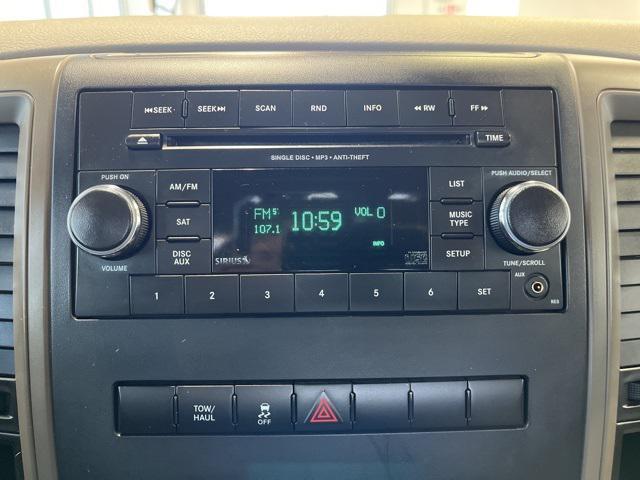 SEEK
SEEK
SCAN
RND
INFO
RW
FF
TIME
SINGLE DISC • MP3 • ANTI-THEFT
PUSH ON
PUSH AUDIO/SELECT
AM/FM
SAT
DISC AUX
FM
107.1
10:59
VOL 0
INFO
SIRIUS
LIST
MUSIC TYPE
SETUP
VOLUME
TUNE/SCROLL
1
2
3
4
5
6
SET
AUX
RES
TOW/HAUL
OFF